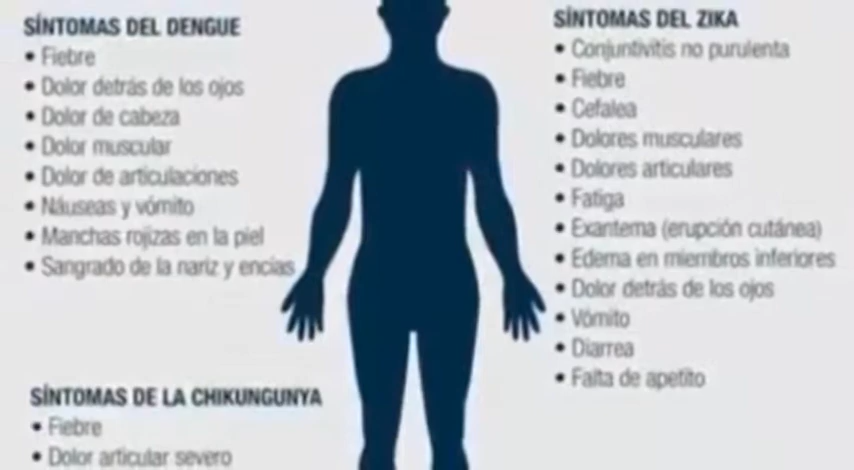 SÍNTOMAS DEL DENGUE
• Fiebre
• Dolor detrás de los ojos
• Dolor de cabeza
• Dolor muscular
• Dolor de articulaciones
• Náuseas y vómito
• Manchas rojizas en la piel
• Sangrado de la nariz y encías
SÍNTOMAS DE LA CHIKUNGUNYA
• Fiebre
• Dolor articular severo
SÍNTOMAS DEL ZIKA
• Conjuntivitis no purulenta
• Fiebre
• Cefalea
• Dolores musculares
• Dolores articulares
• Fatiga
• Exantema (erupción cutánea)
• Edema en miembros inferiores
• Dolor detrás de los ojos
• Vómito
• Diarrea
• Falta de apetito